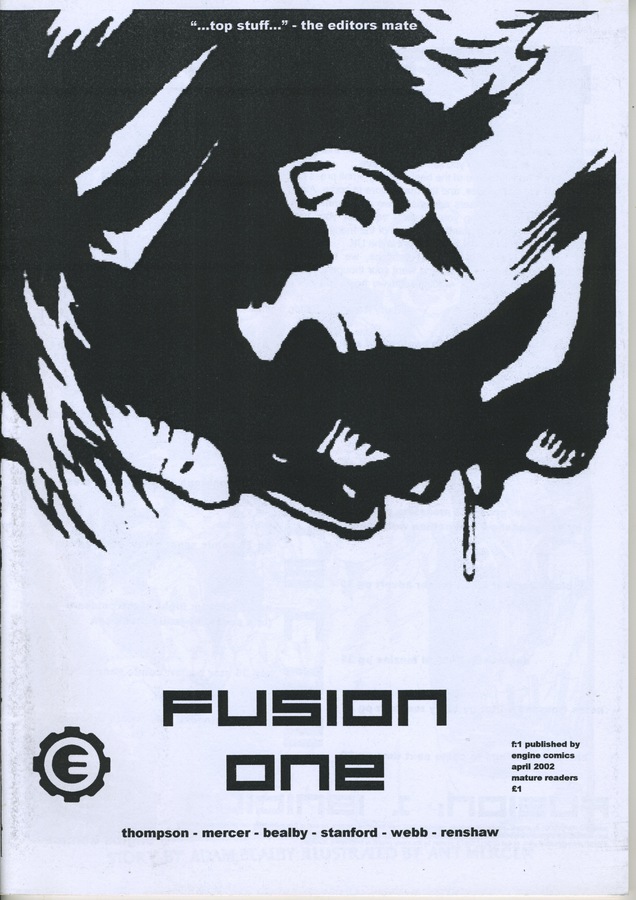 “...top stuff...” - the editors mate
fusion
one
f:1 published by
engine comics
april 2002
mature readers
£1
thompson - mercer - bealby - stanford - webb - renshaw